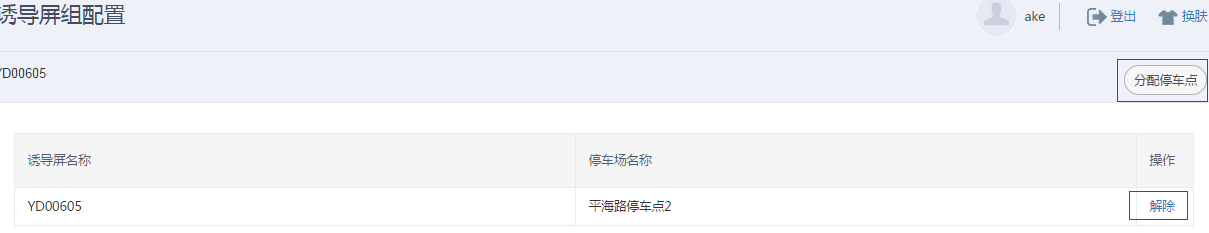 诱导屏组配置
ake 登出 换肤
YD00605
分配停车点
诱导屏名称 停车场名称 操作
YD00605 平海路停车点2 解除